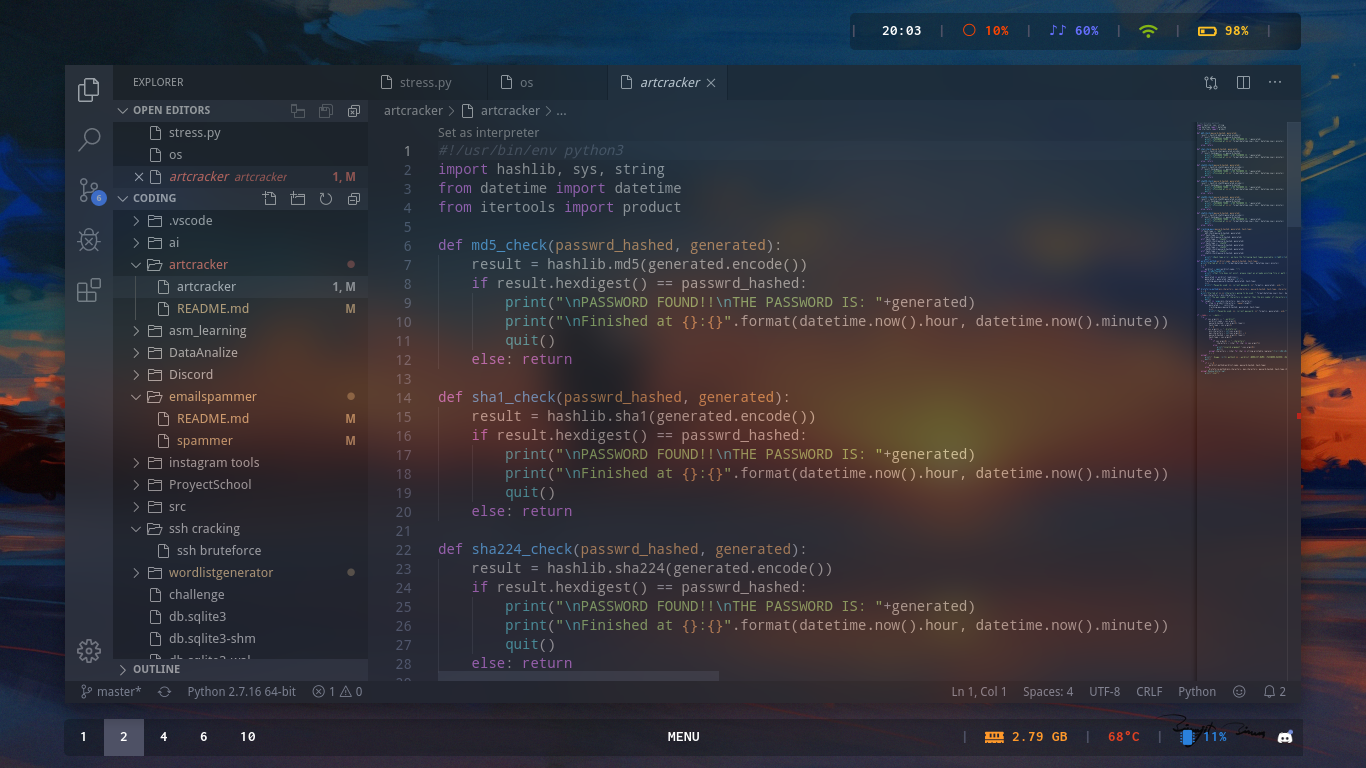 20:03 10% 60% 98%
EXPLORER
stress.py os artcracker
OPEN EDITORS
stress.py
os
artcracker artcracker 1, M
CODING
.vscode
ai
artcracker
artcracker 1, M
README.md M
asm_learning
DataAnalize
Discord
emailspammer
README.md M
spammer M
instagram tools
ProyectSchool
src
ssh cracking
ssh bruteforce
wordlistgenerator
challenge
db.sqlite3
db.sqlite3-shm
db.sqlite3-wal
OUTLINE
6
artcracker > artcracker > ...
Set as interpreter
1 #!/usr/bin/env python3
2 import hashlib, sys, string
3 from datetime import datetime
4 from itertools import product
5
6 def md5_check(passwrd_hashed, generated):
7 result = hashlib.md5(generated.encode())
8 if result.hexdigest() == passwrd_hashed:
9 print("\nPASSWORD FOUND!!\nTHE PASSWORD IS: "+generated)
10 print("\nFinished at {}:{}".format(datetime.now().hour, datetime.now().minute))
11 quit()
12 else: return
13
14 def sha1_check(passwrd_hashed, generated):
15 result = hashlib.sha1(generated.encode())
16 if result.hexdigest() == passwrd_hashed:
17 print("\nPASSWORD FOUND!!\nTHE PASSWORD IS: "+generated)
18 print("\nFinished at {}:{}".format(datetime.now().hour, datetime.now().minute))
19 quit()
20 else: return
21
22 def sha224_check(passwrd_hashed, generated):
23 result = hashlib.sha224(generated.encode())
24 if result.hexdigest() == passwrd_hashed:
25 print("\nPASSWORD FOUND!!\nTHE PASSWORD IS: "+generated)
26 print("\nFinished at {}:{}".format(datetime.now().hour, datetime.now().minute))
27 quit()
28 else: return
master* Python 2.7.16 64-bit 1 0 Ln 1, Col 1 Spaces: 4 UTF-8 CRLF Python 2
1 2 4 6 10 MENU 2.79 GB 68°C 11%